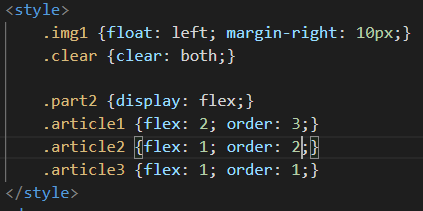 <style>
.img1 {float: left; margin-right: 10px;}
.clear {clear: both;}
.part2 {display: flex;}
.article1 {flex: 2; order: 3;}
.article2 {flex: 1; order: 2;}
.article3 {flex: 1; order: 1;}
</style>